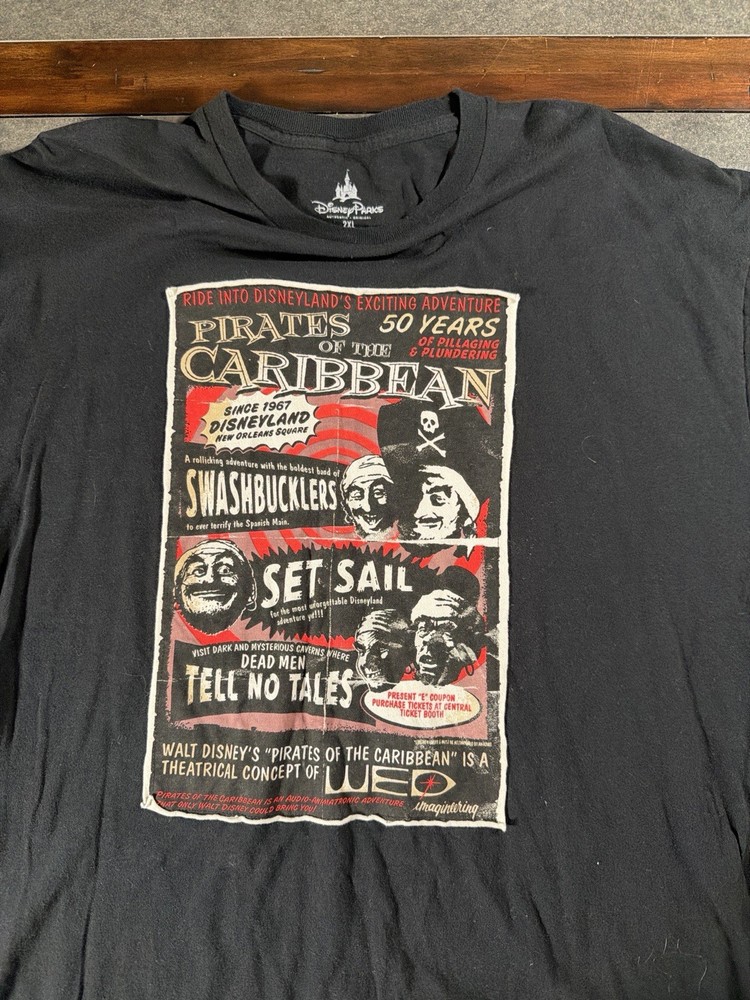 Disney Parks
AUTHENTIC • ORIGINAL
2XL
RIDE INTO DISNEYLAND'S EXCITING ADVENTURE
PIRATES
OF THE
CARIBBEAN
50 YEARS
OF PILLAGING
& PLUNDERING
SINCE 1967
DISNEYLAND
NEW ORLEANS SQUARE
A rollicking adventure with the boldest band of
SWASHBUCKLERS
to ever terrify the Spanish Main.
SET SAIL
For the most unforgettable Disneyland
adventure yet!!!
VISIT DARK AND MYSTERIOUS CAVERNS WHERE
DEAD MEN
TELL NO TALES
PRESENT "E" COUPON
PURCHASE TICKETS AT CENTRAL
TICKET BOOTH
WALT DISNEY'S "PIRATES OF THE CARIBBEAN" IS A
THEATRICAL CONCEPT OF WED
imagineering
PIRATES OF THE CARIBBEAN IS AN AUDIO-ANIMATRONIC ADVENTURE
THAT ONLY WALT DISNEY COULD BRING YOU!